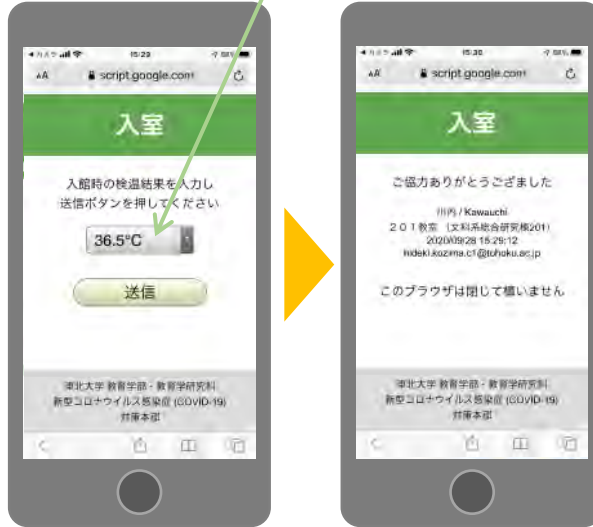 15:29
AA script.google.com
入室
入館時の検温結果を入力し
送信ボタンを押してください
36.5°C
送信
東北大学 教育学部・教育学研究科
新型コロナウイルス感染症 (COVID-19)
対策本部
15:30
AA script.google.com
入室
ご協力ありがとうござました
川内 / Kawauchi
201教室 (文科系総合研究棟201)
2020/09/28 15:29:12
hideki.kozima.c1@tohoku.ac.jp
このブラウザは閉じて構いません
東北大学 教育学部・教育学研究科
新型コロナウイルス感染症 (COVID-19)
対策本部